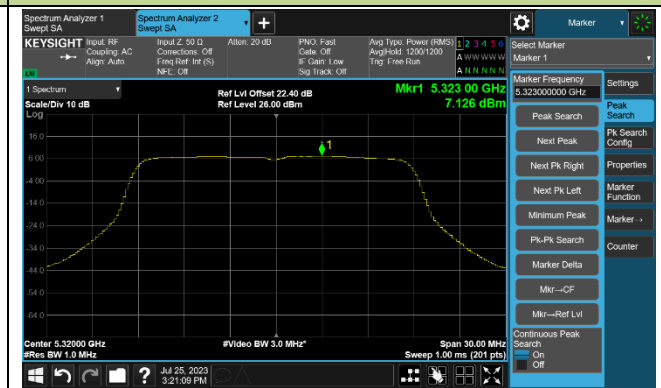 Spectrum Analyzer 1
Swept SA
Spectrum Analyzer 2
Swept SA
Marker
KEYSIGHT
Input: RF
Coupling: AC
Align: Auto
Input Z: 50 Ω
Corrections: Off
Freq Ref: Int (S)
NFE: Off
Atten: 20 dB
PNO: Fast
Gate: Off
IF Gain: Low
Sig Track: Off
Avg Type: Power (RMS)
Avg|Hold: 1200/1200
Trig: Free Run
1 2 3 4 5 6
A W W W W W
A N N N N N
Select Marker
Marker 1
1 Spectrum
Scale/Div 10 dB
Log
Ref Lvl Offset 22.40 dB
Ref Level 26.00 dBm
Mkr1 5.323 00 GHz
7.126 dBm
Marker Frequency
5.323000000 GHz
Peak Search
Next Peak
Next Pk Right
Next Pk Left
Minimum Peak
Pk-Pk Search
Marker Delta
Mkr→CF
Mkr→Ref Lvl
Continuous Peak
Search
On
Off
Settings
Peak
Search
Pk Search
Config
Properties
Marker
Function
Marker→
Counter
16.0
6.00
-4.00
-14.0
-24.0
-34.0
-44.0
-54.0
-64.0
1
Center 5.32000 GHz
#Res BW 1.0 MHz
#Video BW 3.0 MHz*
Span 30.00 MHz
Sweep 1.00 ms (201 pts)
?
Jul 25, 2023
3:21:09 PM